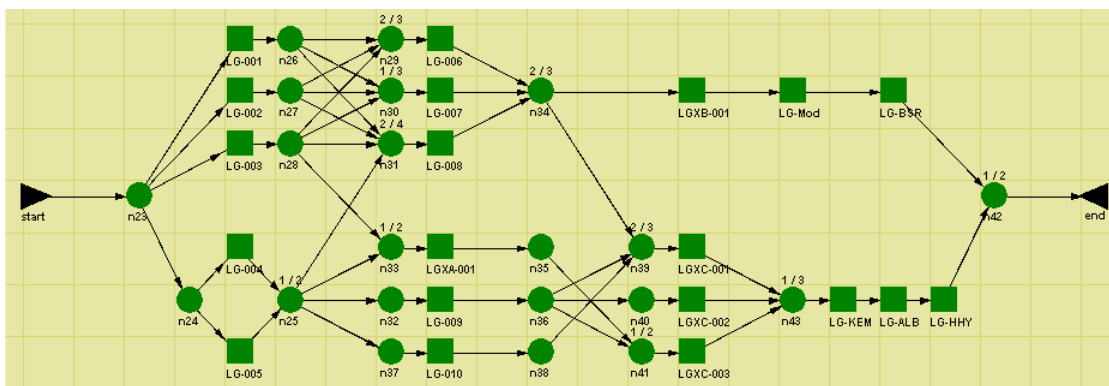 2 / 3
LG-001
n26
n29
LG-006
1 / 3
2 / 3
LG-002
n27
n30
LG-007
n34
LGXB-001
LG-Mod
LG-BSR
2 / 4
LG-003
n28
n31
LG-008
1 / 2
start
n23
n42
end
1 / 2
2 / 3
LG-004
n33
LGXA-001
n35
n39
LGXC-001
1 / 2
1 / 3
n24
n25
n32
LG-009
n36
n40
LGXC-002
n43
LG-KEM
LG-ALB
LG-HHY
1 / 2
LG-005
n37
LG-010
n38
n41
LGXC-003